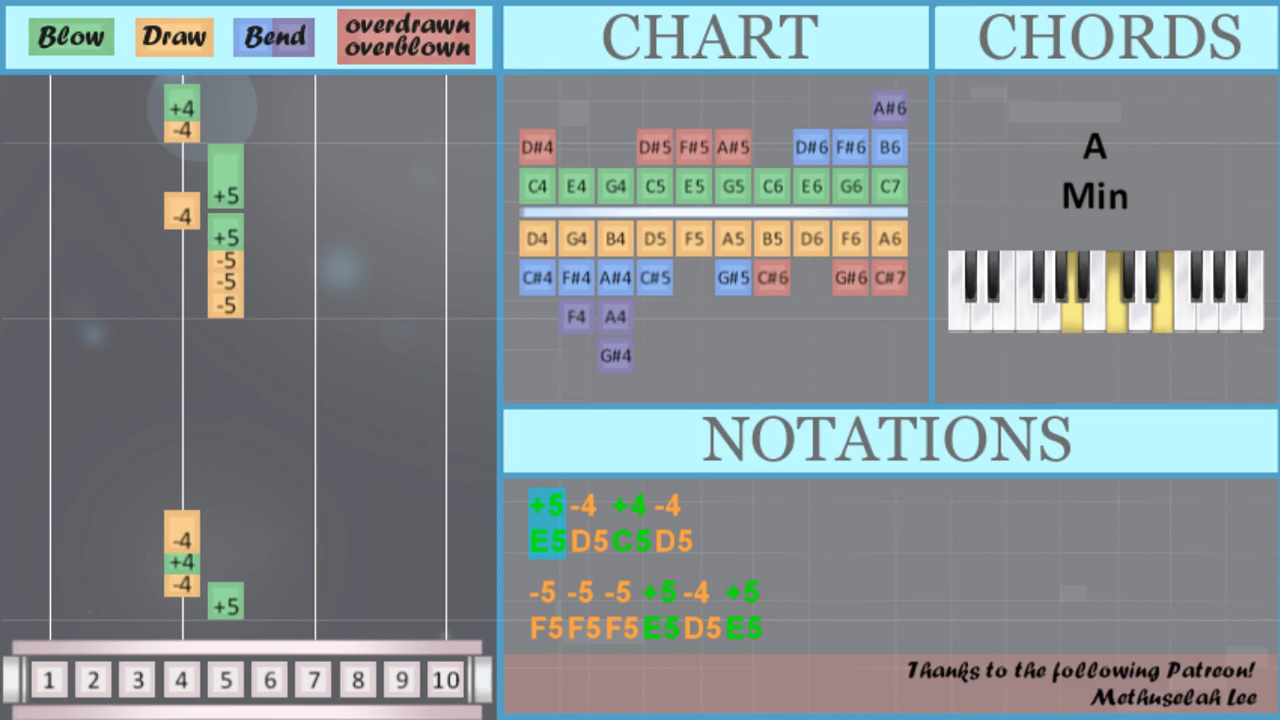 Blow Draw Bend overdrawn
overblown
CHART
CHORDS
+4
-4
+5
-4
+5
-5
-5
-5
-4
+4
-4
+5
1 2 3 4 5 6 7 8 9 10
A#6
D#4 D#5 F#5 A#5 D#6 F#6 B6
C4 E4 G4 C5 E5 G5 C6 E6 G6 C7
D4 G4 B4 D5 F5 A5 B5 D6 F6 A6
C#4 F#4 A#4 C#5 G#5 C#6 G#6 C#7
F4 A4
G#4
A
Min
NOTATIONS
+5 -4 +4 -4
E5 D5 C5 D5
-5 -5 -5 +5 -4 +5
F5 F5 F5 E5 D5 E5
Thanks to the following Patreon!
Methuselah Lee